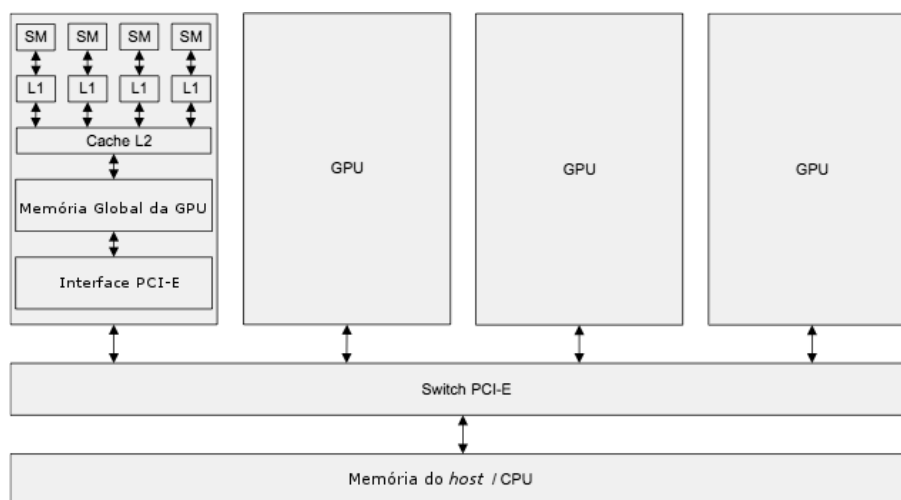 SM SM SM SM
L1 L1 L1 L1
Cache L2
Memória Global da GPU
Interface PCI-E
GPU
GPU
GPU
Switch PCI-E
Memória do host / CPU